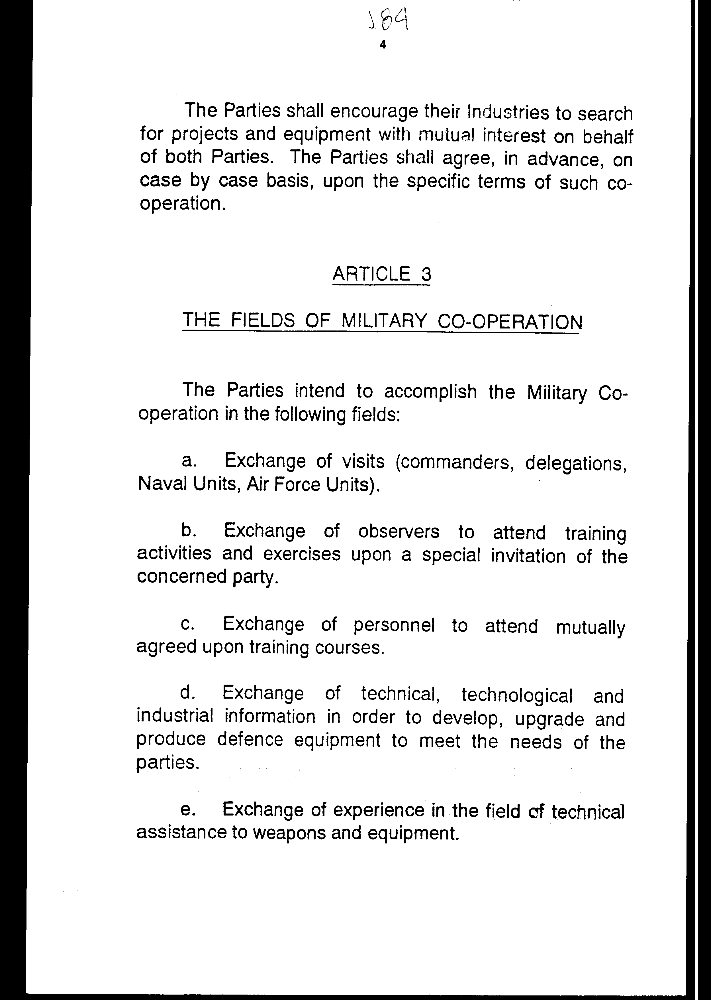 184
4
The Parties shall encourage their Industries to search
for projects and equipment with mutual interest on behalf
of both Parties. The Parties shall agree, in advance, on
case by case basis, upon the specific terms of such co-
operation.
ARTICLE 3
THE FIELDS OF MILITARY CO-OPERATION
The Parties intend to accomplish the Military Co-
operation in the following fields:
a. Exchange of visits (commanders, delegations,
Naval Units, Air Force Units).
b. Exchange of observers to attend training
activities and exercises upon a special invitation of the
concerned party.
c. Exchange of personnel to attend mutually
agreed upon training courses.
d. Exchange of technical, technological and
industrial information in order to develop, upgrade and
produce defence equipment to meet the needs of the
parties.
e. Exchange of experience in the field of technical
assistance to weapons and equipment.